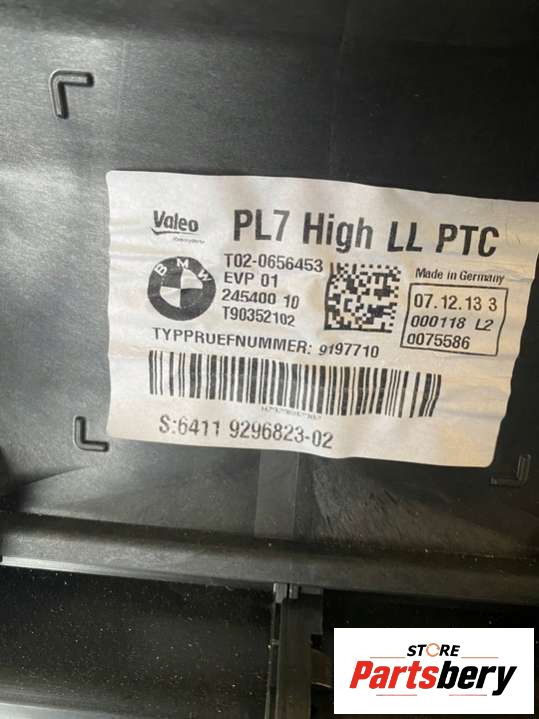 Valeo PL7 High LL PTC
BMW
T02-0656453
EVP 01
245400 10
T90352102
Made in Germany
07.12.13 3
000118 L2
0075586
TYPPRUEFNUMMER: 9197710
S:6411 9296823-02
STORE
Partsbery